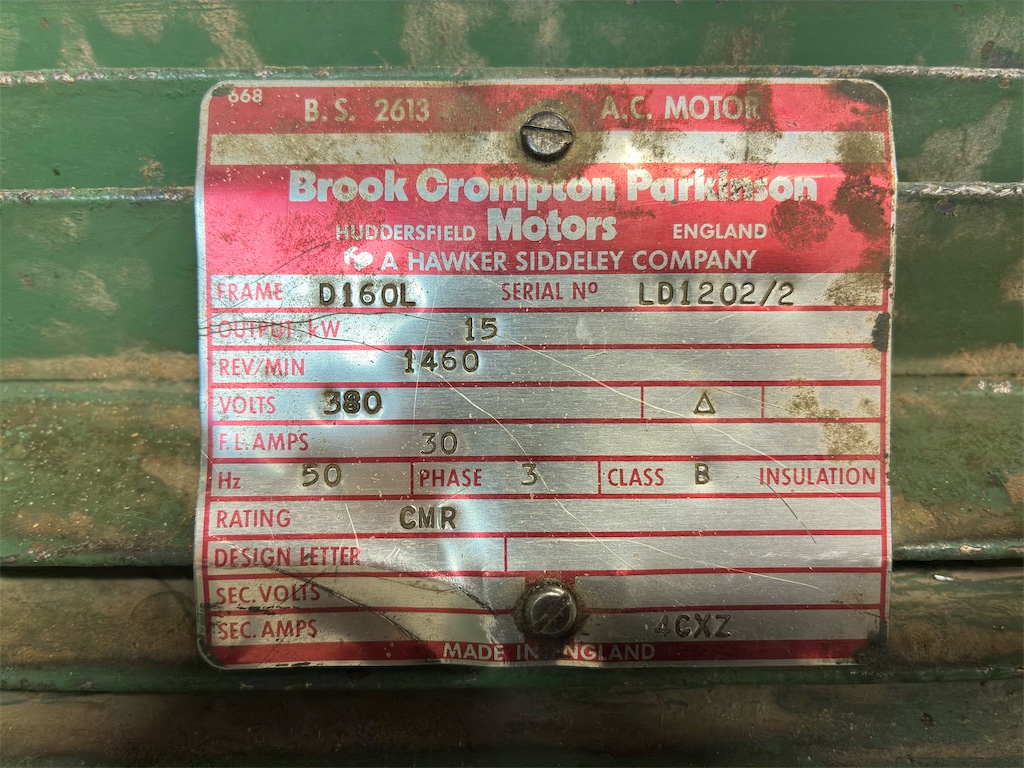 668
B. S. 2613 A.C. MOTOR
Brook Crompton Parkinson
HUDDERSFIELD Motors ENGLAND
A HAWKER SIDDELEY COMPANY
FRAME D160L SERIAL Nº LD1202/2
OUTPUT kW 15
REV/MIN 1460
VOLTS 380 Δ
F.L. AMPS 30
Hz 50 PHASE 3 CLASS B INSULATION
RATING CMR
DESIGN LETTER
SEC. VOLTS
SEC. AMPS 4CXZ
MADE IN ENGLAND